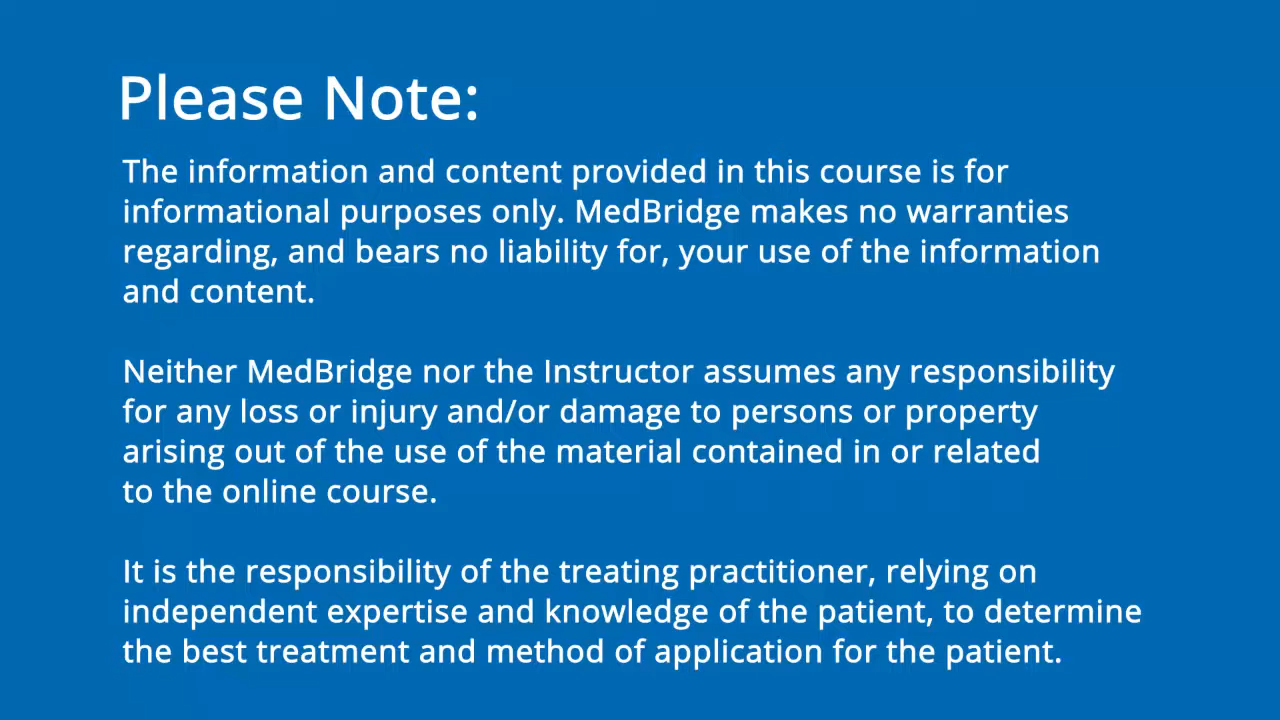 Please Note:
The information and content provided in this course is for
informational purposes only. MedBridge makes no warranties
regarding, and bears no liability for, your use of the information
and content.
Neither MedBridge nor the Instructor assumes any responsibility
for any loss or injury and/or damage to persons or property
arising out of the use of the material contained in or related
to the online course.
It is the responsibility of the treating practitioner, relying on
independent expertise and knowledge of the patient, to determine
the best treatment and method of application for the patient.